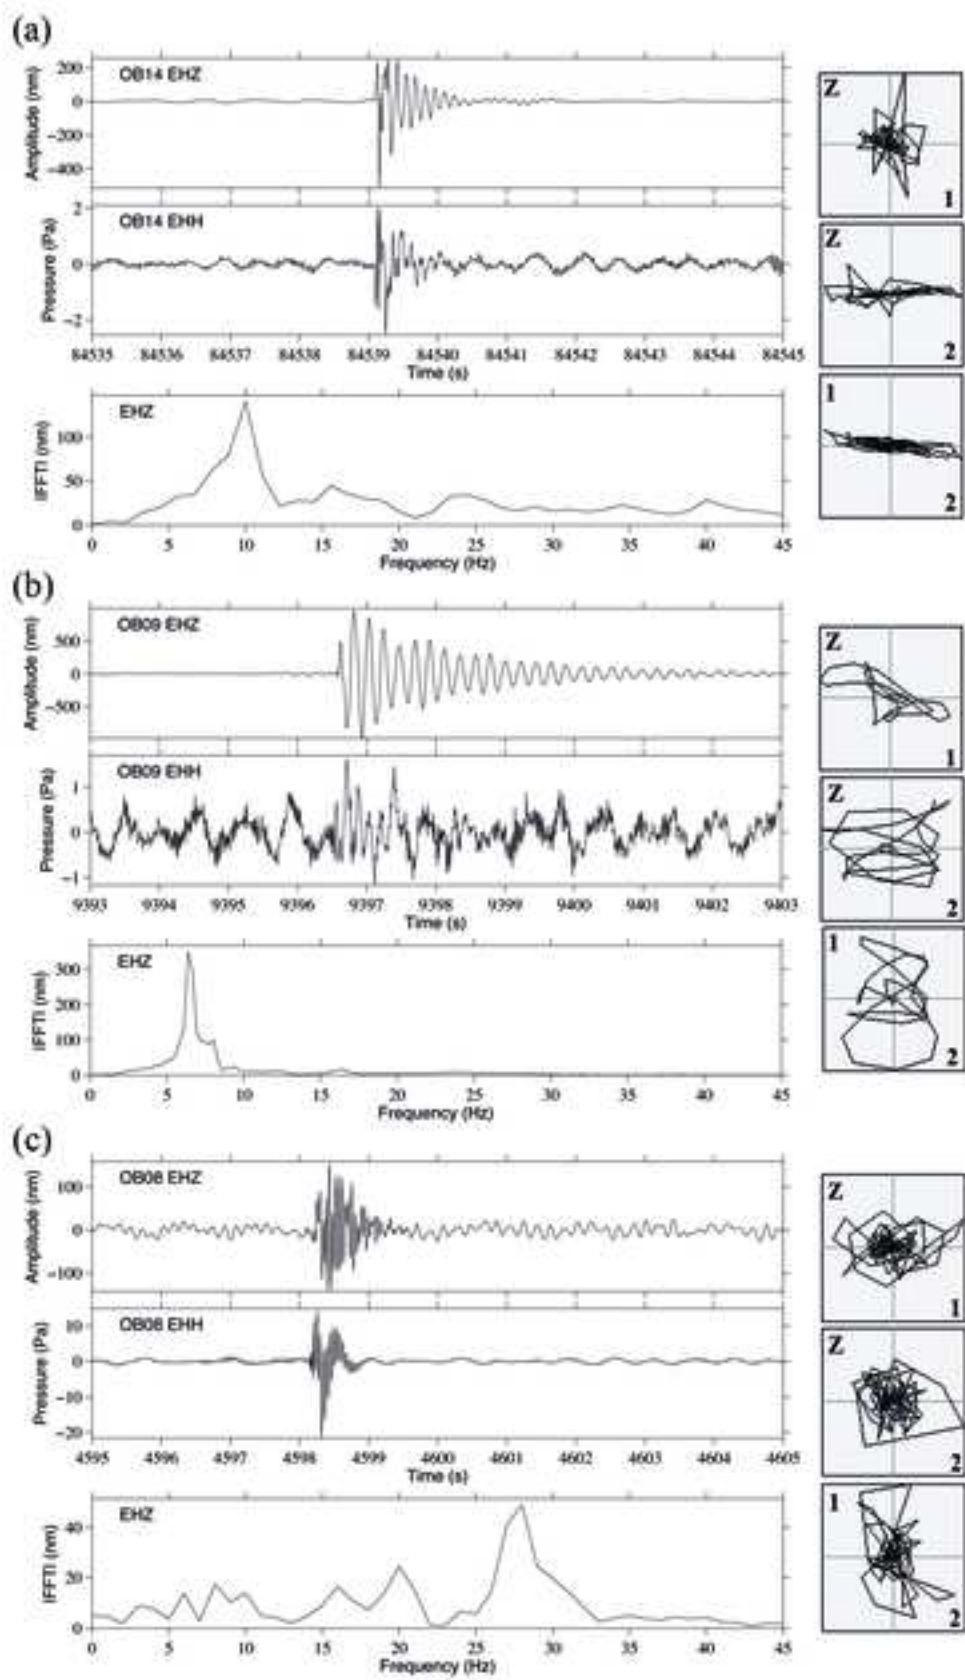 (a)
OB14 EHZ
Amplitude (nm)
200
0
−200
−400
OB14 EHH
Pressure (Pa)
2
0
−2
84535 84536 84537 84538 84539 84540 84541 84542 84543 84544 84545
Time (s)
EHZ
|FFT| (nm)
100
50
0
0 5 10 15 20 25 30 35 40 45
Frequency (Hz)
Z
1
Z
2
1
2
(b)
OB09 EHZ
Amplitude (nm)
500
0
−500
OB09 EHH
Pressure (Pa)
1
0
−1
9393 9394 9395 9396 9397 9398 9399 9400 9401 9402 9403
Time (s)
EHZ
|FFT| (nm)
300
200
100
0
0 5 10 15 20 25 30 35 40 45
Frequency (Hz)
Z
1
Z
2
1
2
(c)
OB08 EHZ
Amplitude (nm)
100
0
−100
OB08 EHH
Pressure (Pa)
10
0
−10
−20
4595 4596 4597 4598 4599 4600 4601 4602 4603 4604 4605
Time (s)
EHZ
|FFT| (nm)
40
20
0
0 5 10 15 20 25 30 35 40 45
Frequency (Hz)
Z
1
Z
2
1
2